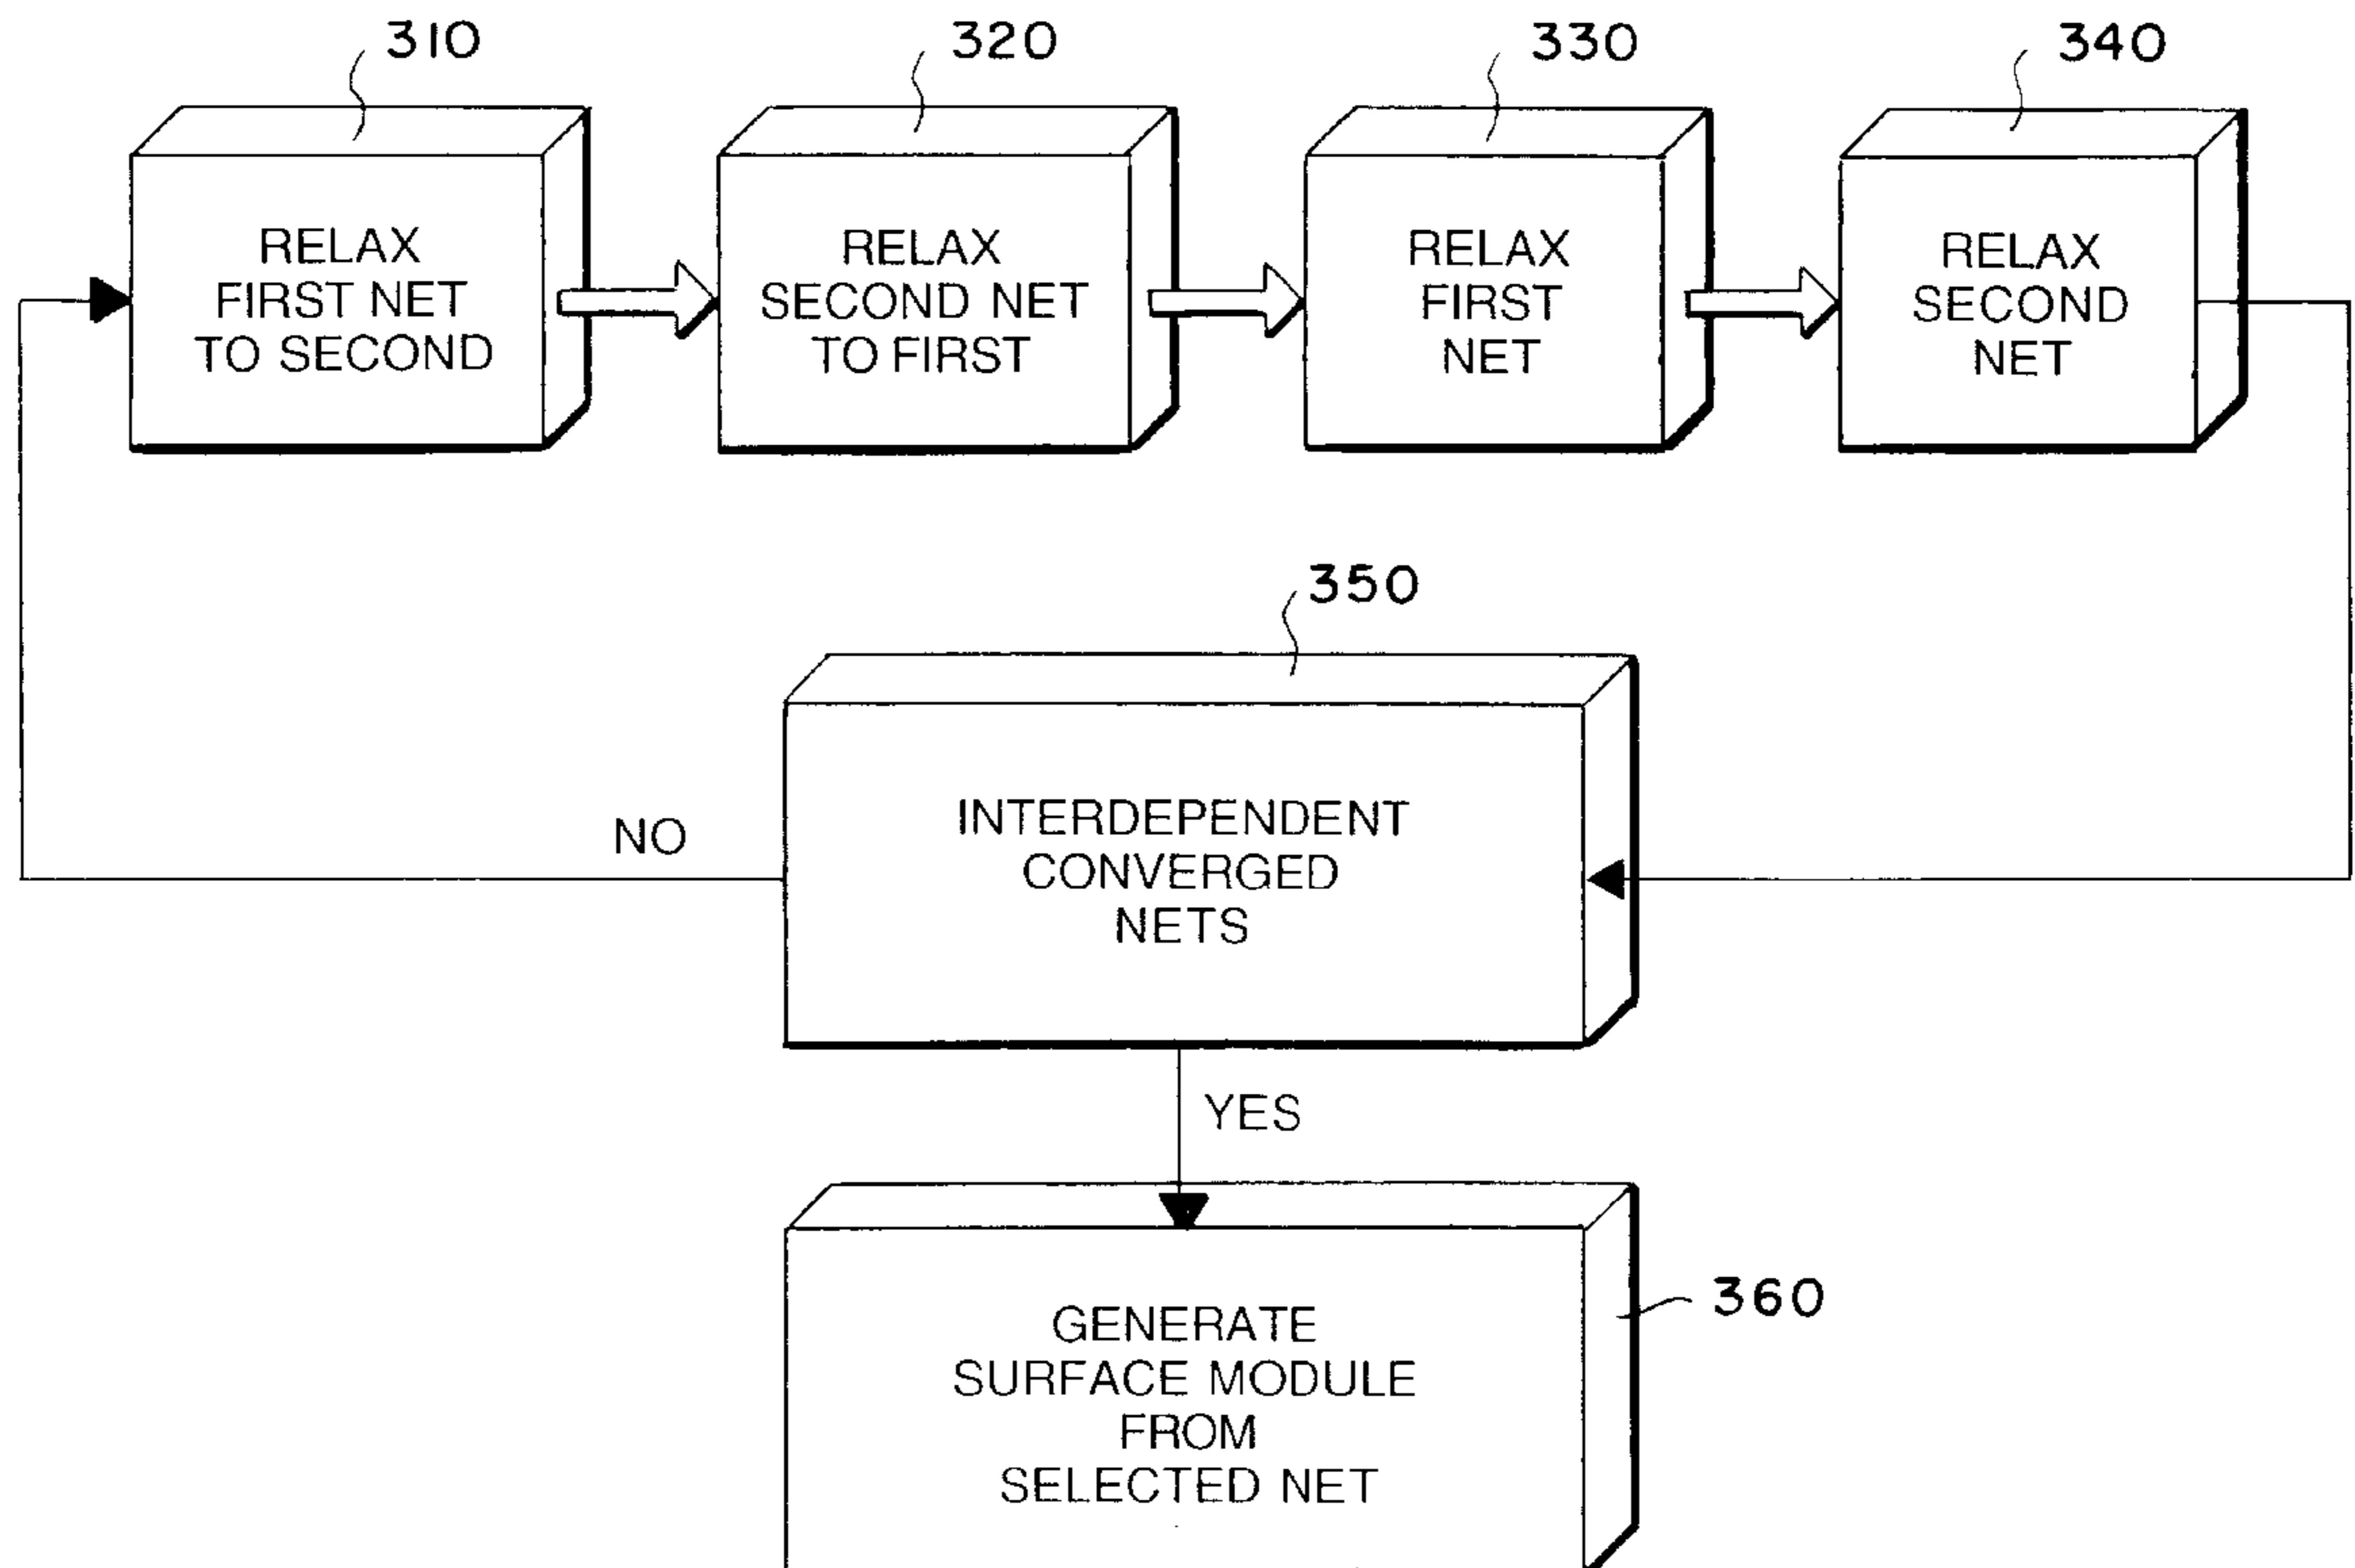 310
320
330
340
RELAX
FIRST NET
TO SECOND
RELAX
SECOND NET
TO FIRST
RELAX
FIRST
NET
RELAX
SECOND
NET
350
INTERDEPENDENT
CONVERGED
NETS
NO
YES
360
GENERATE
SURFACE MODULE
FROM
SELECTED NET